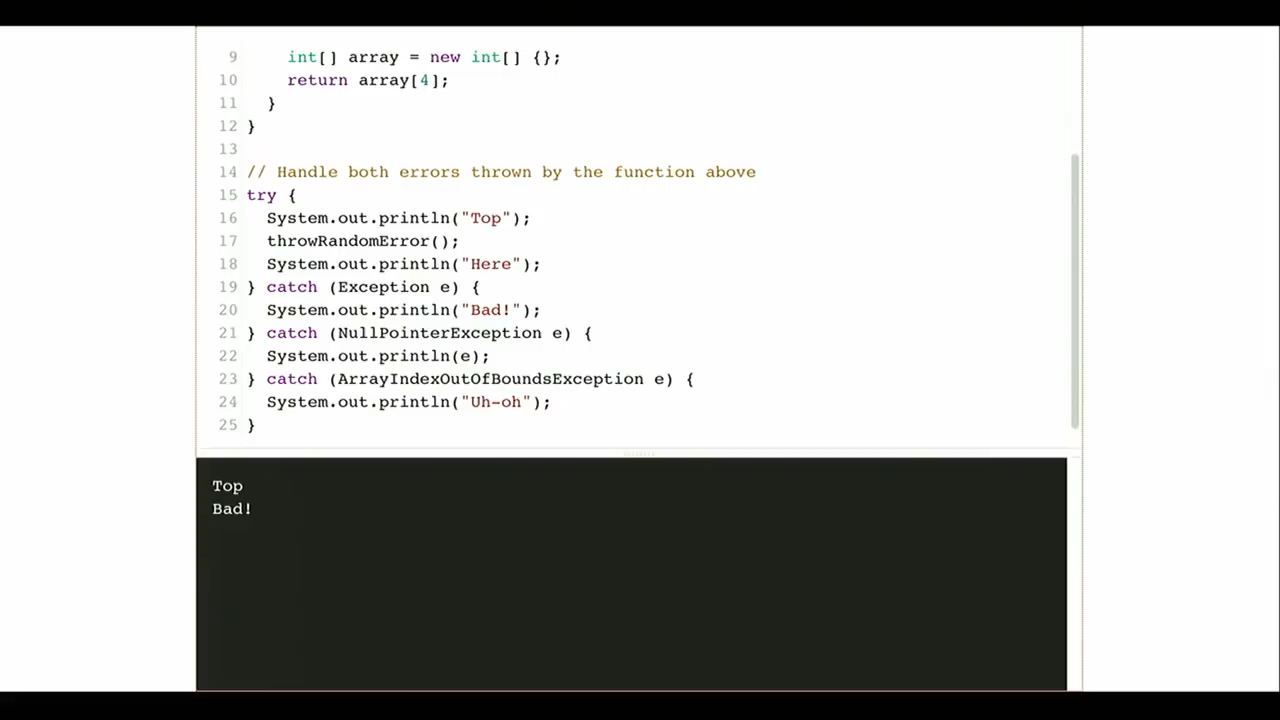 9 int[] array = new int[] {};
10 return array[4];
11 }
12 }
13
14 // Handle both errors thrown by the function above
15 try {
16 System.out.println("Top");
17 throwRandomError();
18 System.out.println("Here");
19 } catch (Exception e) {
20 System.out.println("Bad!");
21 } catch (NullPointerException e) {
22 System.out.println(e);
23 } catch (ArrayIndexOutOfBoundsException e) {
24 System.out.println("Uh-oh");
25 }
Top
Bad!